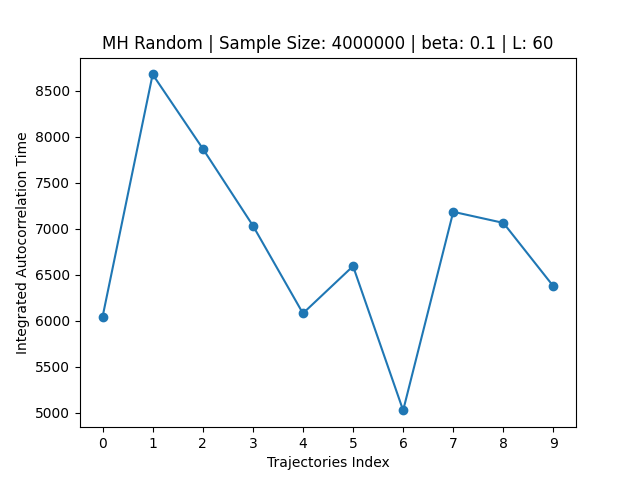 MH Random | Sample Size: 4000000 | beta: 0.1 | L: 60
Integrated Autocorrelation Time
8500
8000
7500
7000
6500
6000
5500
5000
0 1 2 3 4 5 6 7 8 9
Trajectories Index